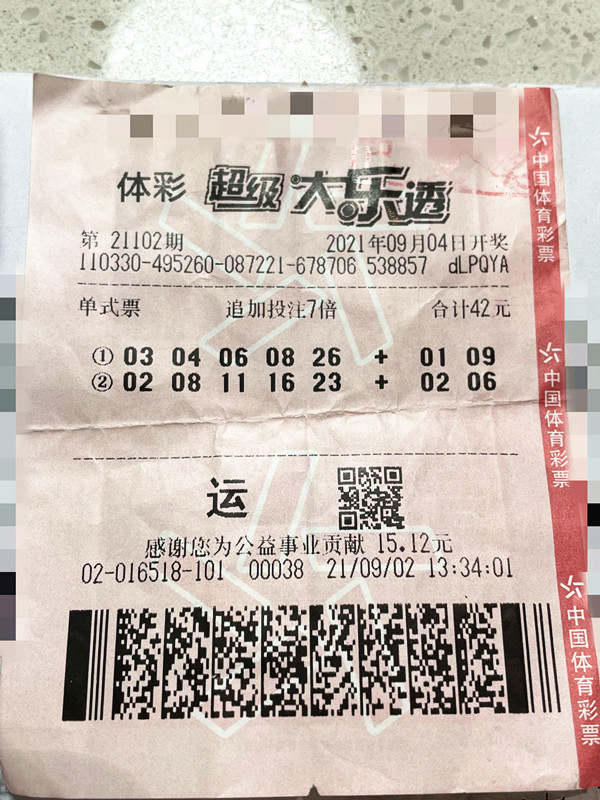 体彩 超级大乐透
第 21102期 2021年09月04日开奖
110330-495260-087221-678706 538857 dLPQYA
单式票 追加投注7倍 合计42元
① 03 04 06 08 26 + 01 09
② 02 08 11 16 23 + 02 06
运
感谢您为公益事业贡献 15.12元
02-016518-101 00038 21/09/02 13:34:01
中国体育彩票
中国体育彩票
中国体育彩票